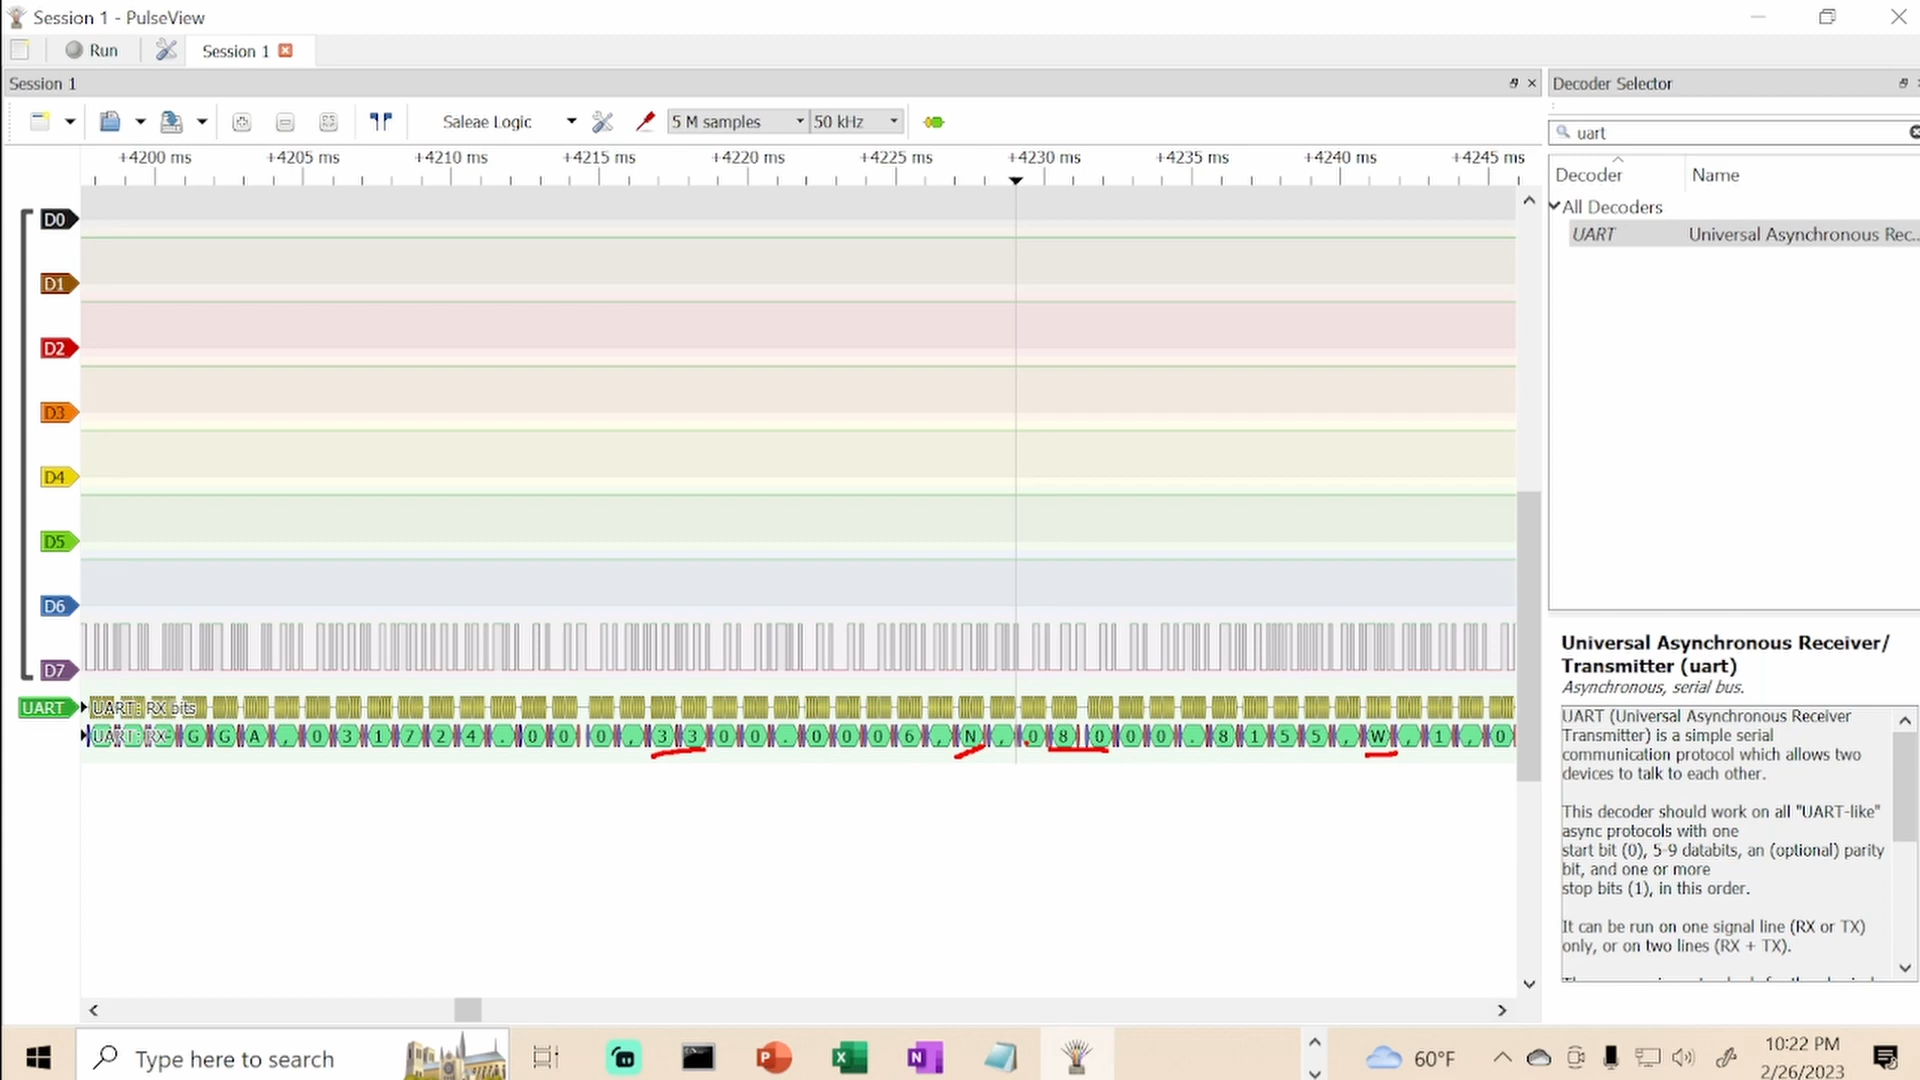 Session 1 - PulseView
Run
Session 1
Session 1
Decoder Selector
Saleae Logic
5 M samples
50 kHz
uart
+4200 ms +4205 ms +4210 ms +4215 ms +4220 ms +4225 ms +4230 ms +4235 ms +4240 ms +4245 ms
Decoder Name
All Decoders
UART Universal Asynchronous Rec...
D0
D1
D2
D3
D4
D5
D6
D7
UART UART: RX bits
UART: RX G G A , 0 3 1 7 2 4 . 0 0 0 , 3 3 0 0 . 0 0 0 6 , N , 0 8 0 0 0 . 8 1 5 5 , W , 1 , 0
Universal Asynchronous Receiver/
Transmitter (uart)
Asynchronous, serial bus.
UART (Universal Asynchronous Receiver
Transmitter) is a simple serial
communication protocol which allows two
devices to talk to each other.
This decoder should work on all "UART-like"
async protocols with one
start bit (0), 5-9 databits, an (optional) parity
bit, and one or more
stop bits (1), in this order.
It can be run on one signal line (RX or TX)
only, or on two lines (RX + TX).
Type here to search
60°F
10:22 PM
2/26/2023